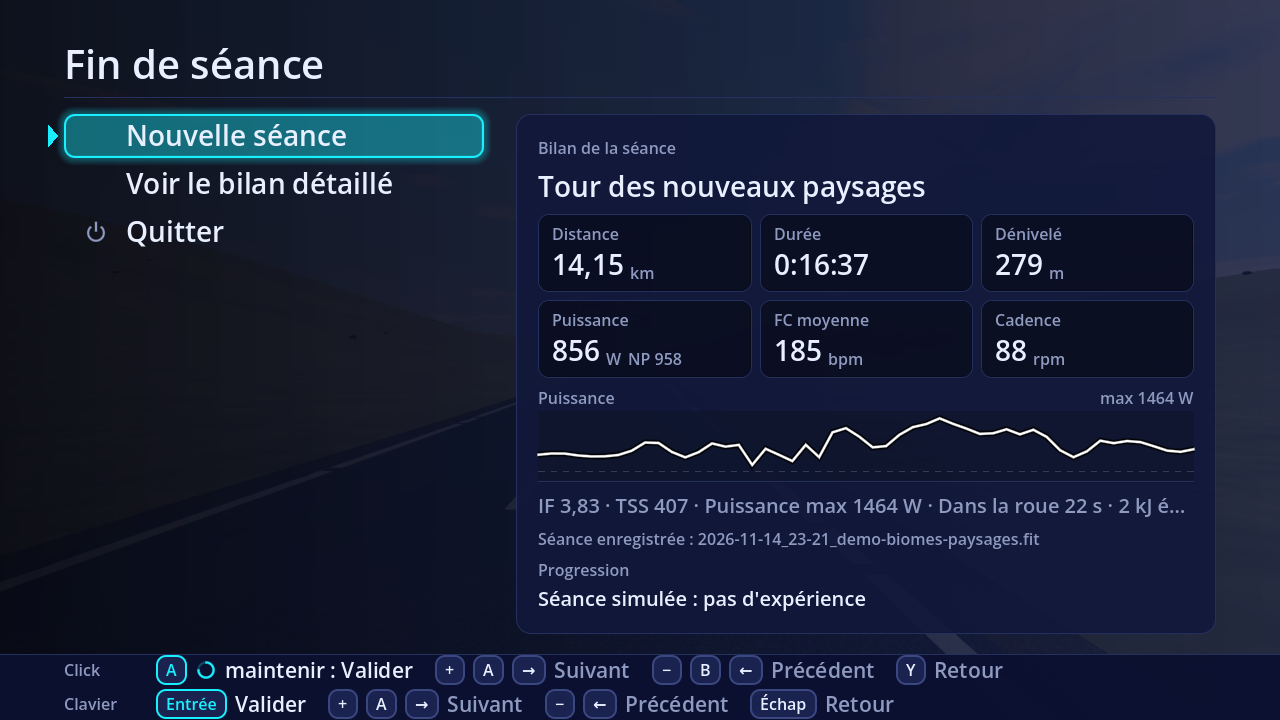 Fin de séance
Nouvelle séance
Voir le bilan détaillé
Quitter
Bilan de la séance
Tour des nouveaux paysages
Distance
14,15 km
Durée
0:16:37
Dénivelé
279 m
Puissance
856 W NP 958
FC moyenne
185 bpm
Cadence
88 rpm
Puissance max 1464 W
IF 3,83 · TSS 407 · Puissance max 1464 W · Dans la roue 22 s · 2 kJ é…
Séance enregistrée : 2026-11-14_23-21_demo-biomes-paysages.fit
Progression
Séance simulée : pas d'expérience
Click A maintenir : Valider + A → Suivant − B ← Précédent Y Retour
Clavier Entrée Valider + A → Suivant − ← Précédent Échap Retour